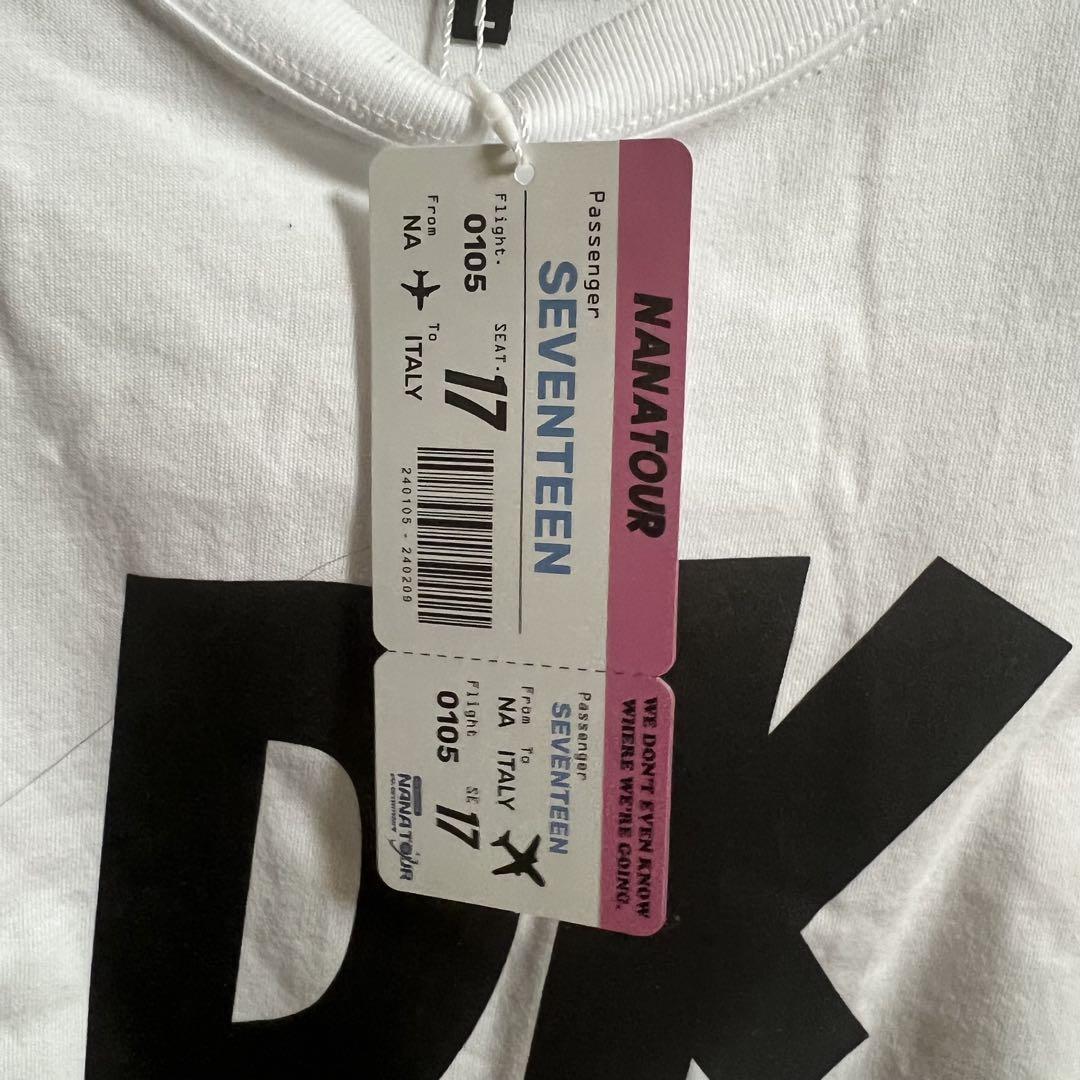 NANATOUR
Passenger
SEVENTEEN
Flight.
0105
SEAT.
17
From
NA
To
ITALY
240105 - 240209
WE DON'T EVEN KNOW
WHERE WE'RE GOING.
Passenger
SEVENTEEN
From To
NA ITALY
Flight
0105
SE
17
NANATOUR
DK